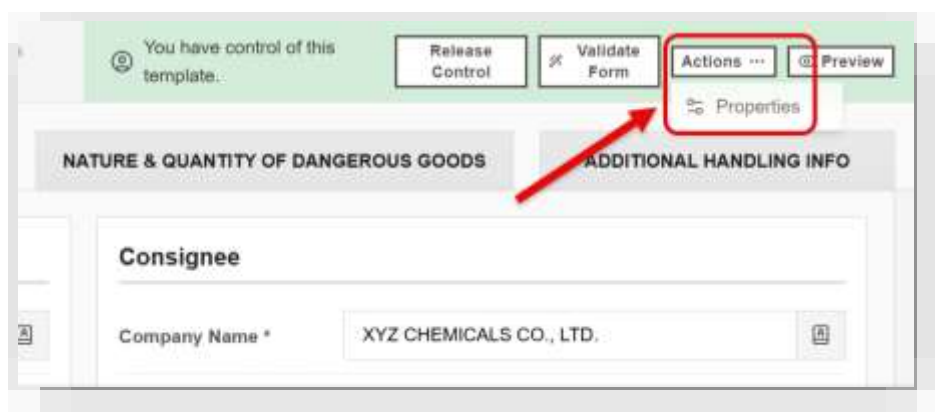 You have control of this
template.
Release
Control
Validate
Form
Actions ···
Preview
Properties
NATURE & QUANTITY OF DANGEROUS GOODS
ADDITIONAL HANDLING INFO
Consignee
Company Name *
XYZ CHEMICALS CO., LTD.